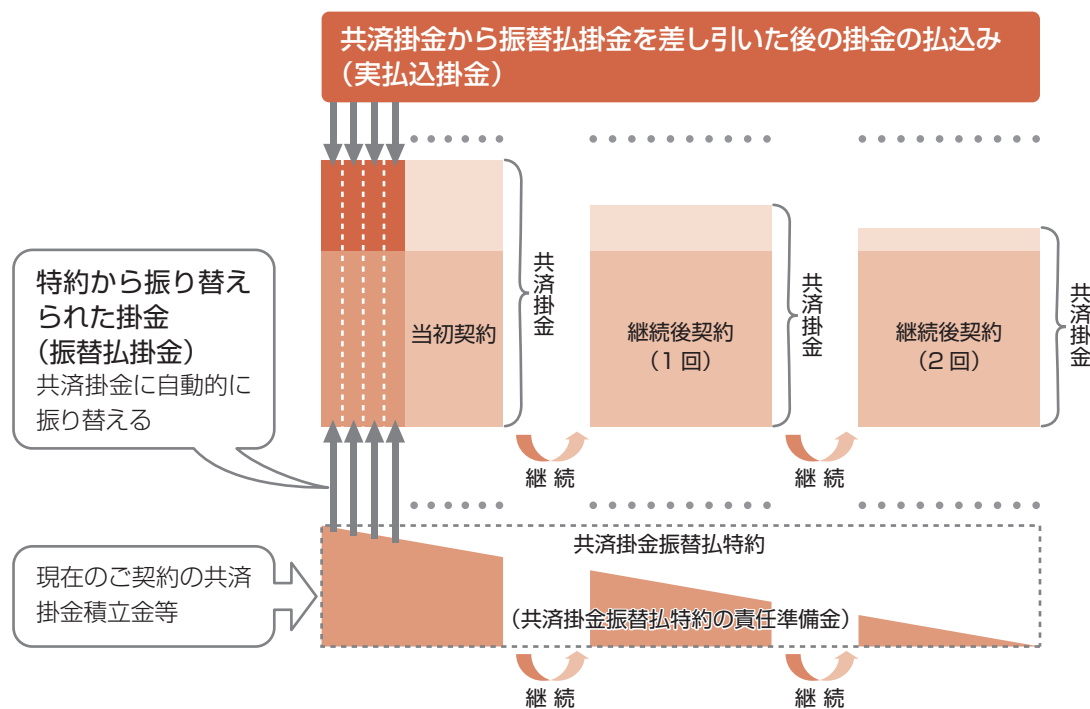 共済掛金から振替払掛金を差し引いた後の掛金の払込み
（実払込掛金）
特約から振り替え
られた掛金
（振替払掛金）
共済掛金に自動的に
振り替える
当初契約
共済掛金
継続後契約
（1 回）
共済掛金
継続後契約
（2 回）
共済掛金
継 続
継 続
現在のご契約の共済
掛金積立金等
共済掛金振替払特約
（共済掛金振替払特約の責任準備金）
継 続
継 続